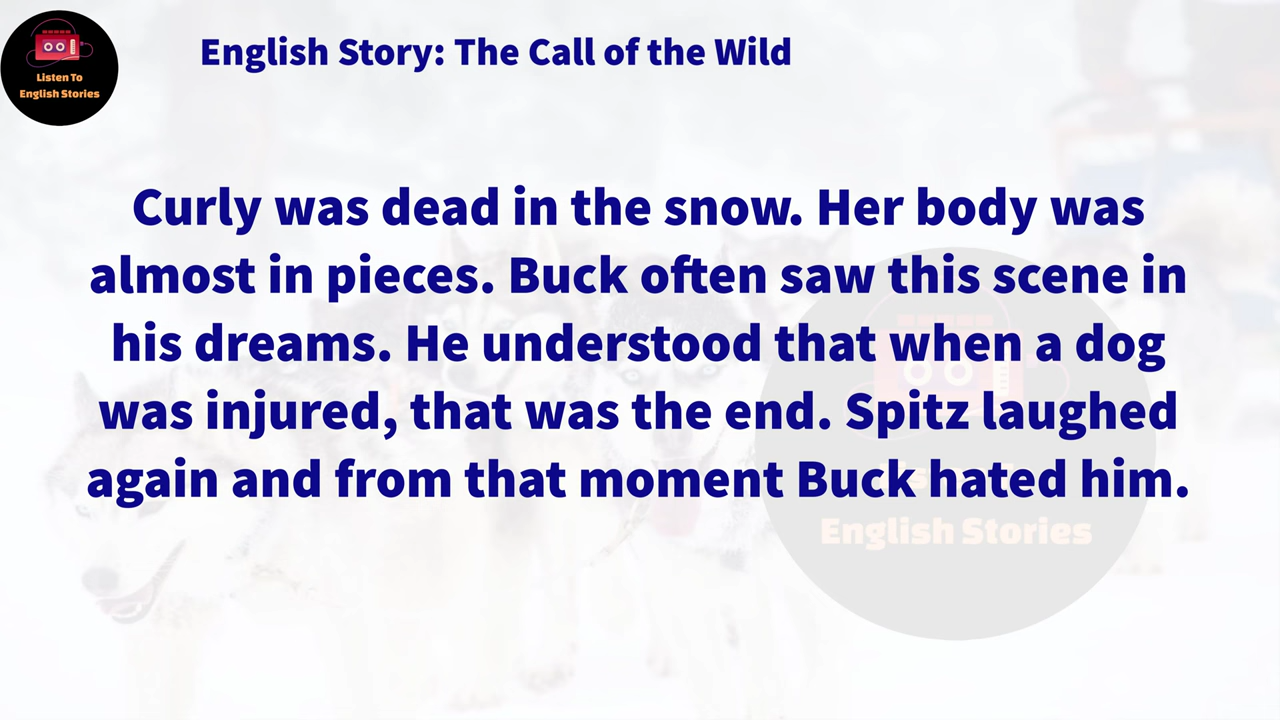 Listen To
English Stories
English Story: The Call of the Wild
Curly was dead in the snow. Her body was
almost in pieces. Buck often saw this scene in
his dreams. He understood that when a dog
was injured, that was the end. Spitz laughed
again and from that moment Buck hated him.
English Stories